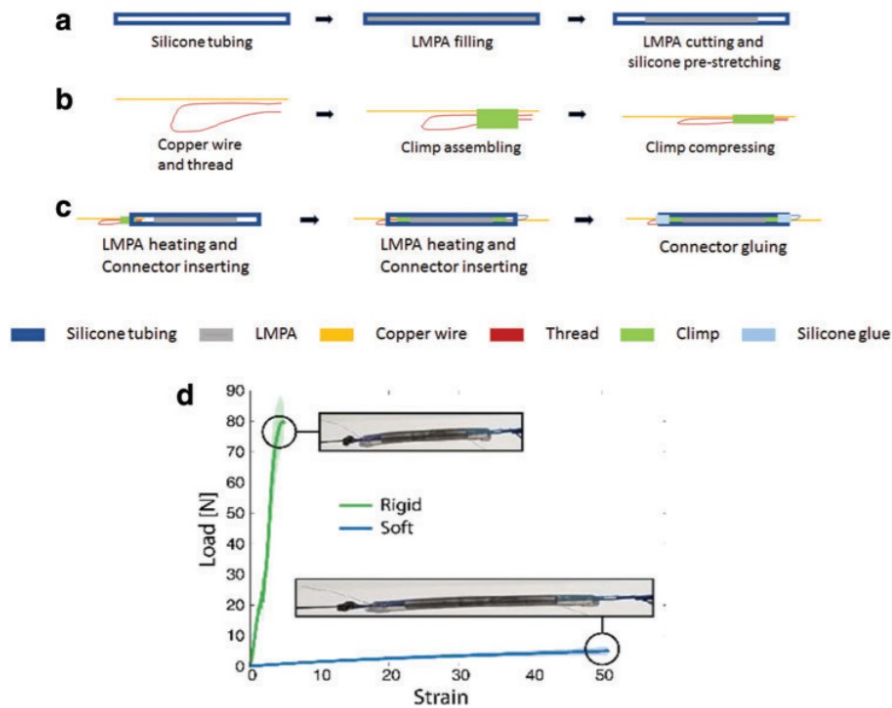 a
Silicone tubing
LMPA filling
LMPA cutting and
silicone pre-stretching
b
Copper wire
and thread
Climp assembling
Climp compressing
c
LMPA heating and
Connector inserting
LMPA heating and
Connector inserting
Connector gluing
Silicone tubing
LMPA
Copper wire
Thread
Climp
Silicone glue
d
Load [N]
90
80
70
60
50
40
30
20
10
0
Rigid
Soft
0
10
20
30
40
50
Strain